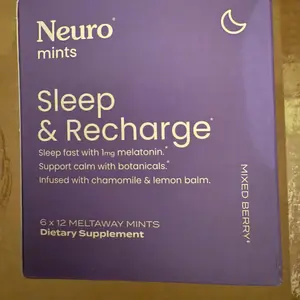 Neuro®
mints
Sleep
& Recharge*
Sleep fast with 1mg melatonin.*
Support calm with botanicals.*
Infused with chamomile & lemon balm.
MIXED BERRY†
6 x 12 MELTAWAY MINTS
Dietary Supplement